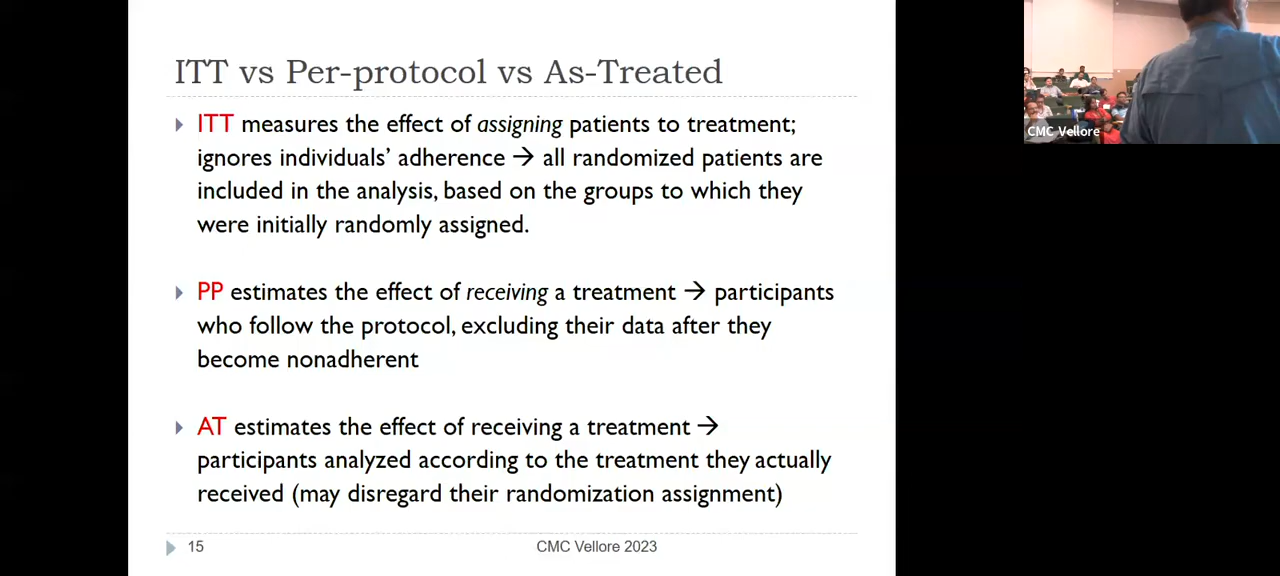 ITT vs Per-protocol vs As-Treated
ITT measures the effect of assigning patients to treatment;
ignores individuals’ adherence → all randomized patients are
included in the analysis, based on the groups to which they
were initially randomly assigned.
PP estimates the effect of receiving a treatment → participants
who follow the protocol, excluding their data after they
become nonadherent
AT estimates the effect of receiving a treatment →
participants analyzed according to the treatment they actually
received (may disregard their randomization assignment)
15
CMC Vellore 2023
CMC Vellore